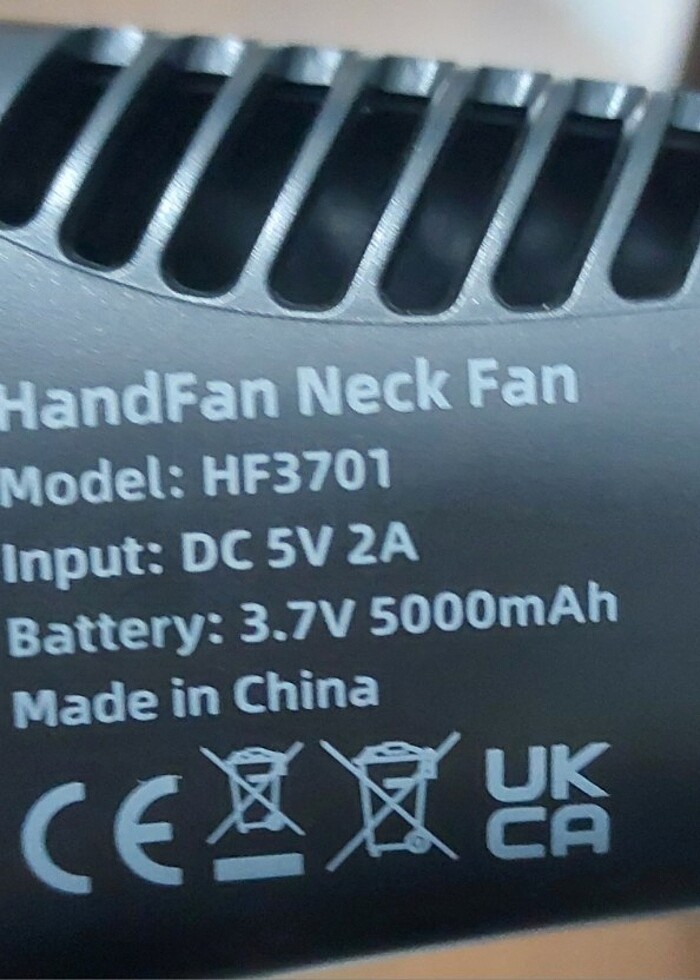 HandFan Neck Fan
Model: HF3701
Input: DC 5V 2A
Battery: 3.7V 5000mAh
Made in China
CE UK CA